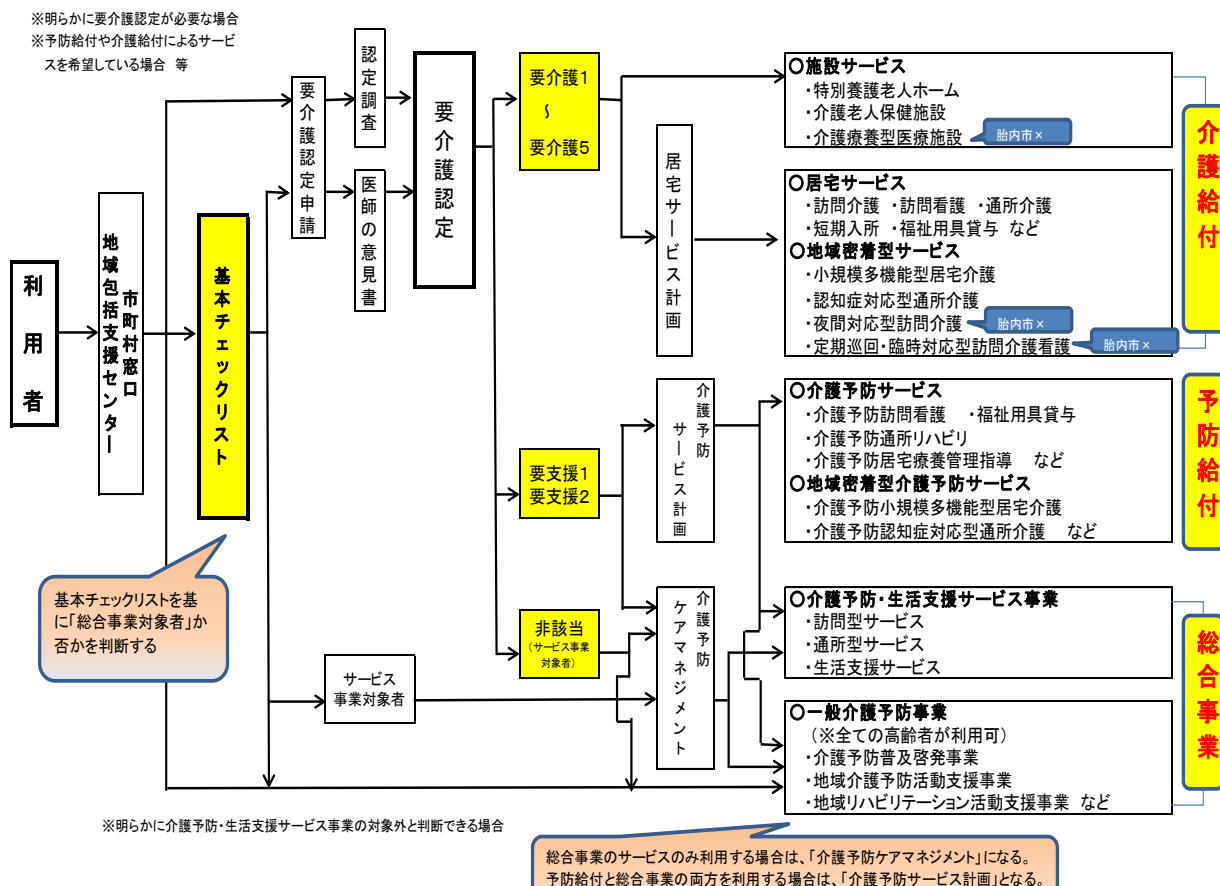 ※明らかに要介護認定が必要な場合
※予防給付や介護給付によるサービ
スを希望している場合 等
利用者
市町村窓口
地域包括支援センター
基本チェックリスト
基本チェックリストを基
に「総合事業対象者」か
否かを判断する
要介護認定申請
認定調査
医師の意見書
要介護認定
サービス
事業対象者
要介護1
～
要介護5
要支援1
要支援2
非該当
(サービス事業
対象者)
居宅サービス計画
介護予防
サービス計画
介護予防
ケアマネジメント
○施設サービス
・特別養護老人ホーム
・介護老人保健施設
・介護療養型医療施設 胎内市×
○居宅サービス
・訪問介護 ・訪問看護 ・通所介護
・短期入所 ・福祉用具貸与 など
○地域密着型サービス
・小規模多機能型居宅介護
・認知症対応型通所介護
・夜間対応型訪問介護 胎内市×
・定期巡回・臨時対応型訪問介護看護 胎内市×
介護給付
○介護予防サービス
・介護予防訪問看護 ・福祉用具貸与
・介護予防通所リハビリ
・介護予防居宅療養管理指導 など
○地域密着型介護予防サービス
・介護予防小規模多機能型居宅介護
・介護予防認知症対応型通所介護 など
予防給付
○介護予防・生活支援サービス事業
・訪問型サービス
・通所型サービス
・生活支援サービス
○一般介護予防事業
(※全ての高齢者が利用可)
・介護予防普及啓発事業
・地域介護予防活動支援事業
・地域リハビリテーション活動支援事業 など
総合事業
※明らかに介護予防・生活支援サービス事業の対象外と判断できる場合
総合事業のサービスのみ利用する場合は、「介護予防ケアマネジメント」になる。
予防給付と総合事業の両方を利用する場合は、「介護予防サービス計画」となる。